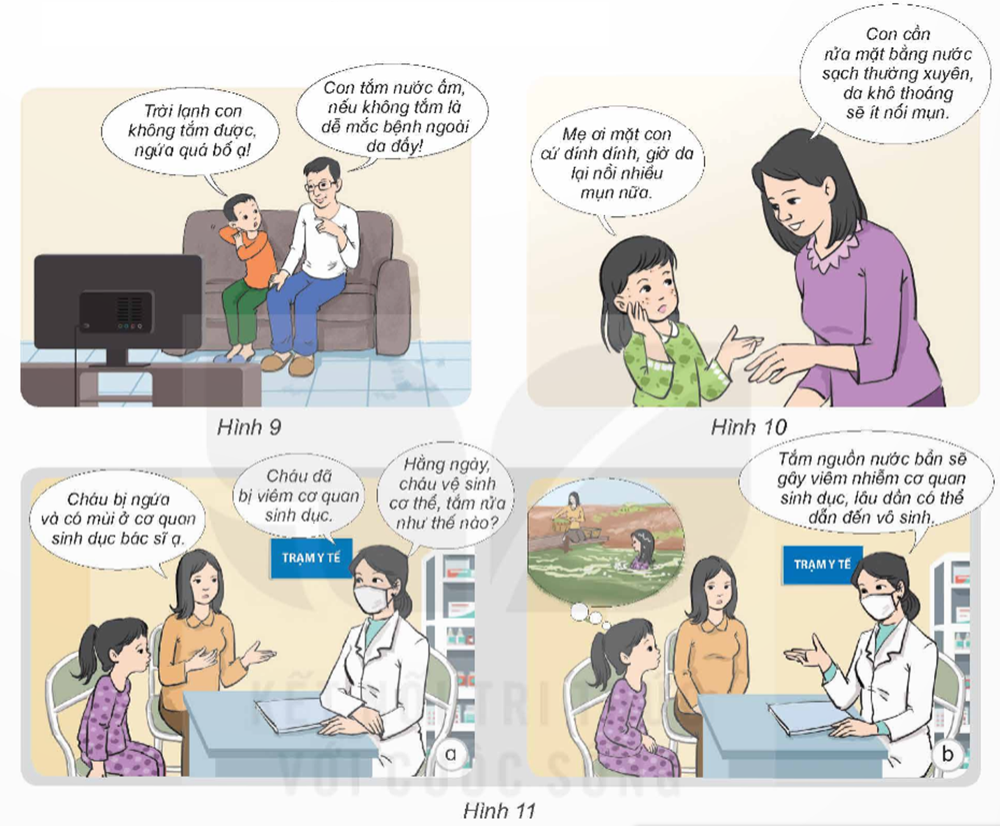 Trời lạnh con
không tắm được,
ngứa quá bố ạ!
Con tắm nước ấm,
nếu không tắm là
dễ mắc bệnh ngoài
da đấy!
Hình 9
Mẹ ơi mặt con
cứ dính dính, giờ da
lại nổi nhiều
mụn nữa.
Con cần
rửa mặt bằng nước
sạch thường xuyên,
da khô thoáng
sẽ ít nổi mụn.
Hình 10
Cháu bị ngứa
và có mùi ở cơ quan
sinh dục bác sĩ ạ.
Cháu đã
bị viêm cơ quan
sinh dục.
Hằng ngày,
cháu vệ sinh
cơ thể, tắm rửa
như thế nào?
TRẠM Y TẾ
a
Tắm nguồn nước bẩn sẽ
gây viêm nhiễm cơ quan
sinh dục, lâu dần có thể
dẫn đến vô sinh.
TRẠM Y TẾ
b
KẾT NỐI TRI THỨC
VỚI CUỘC SỐNG
Hình 11